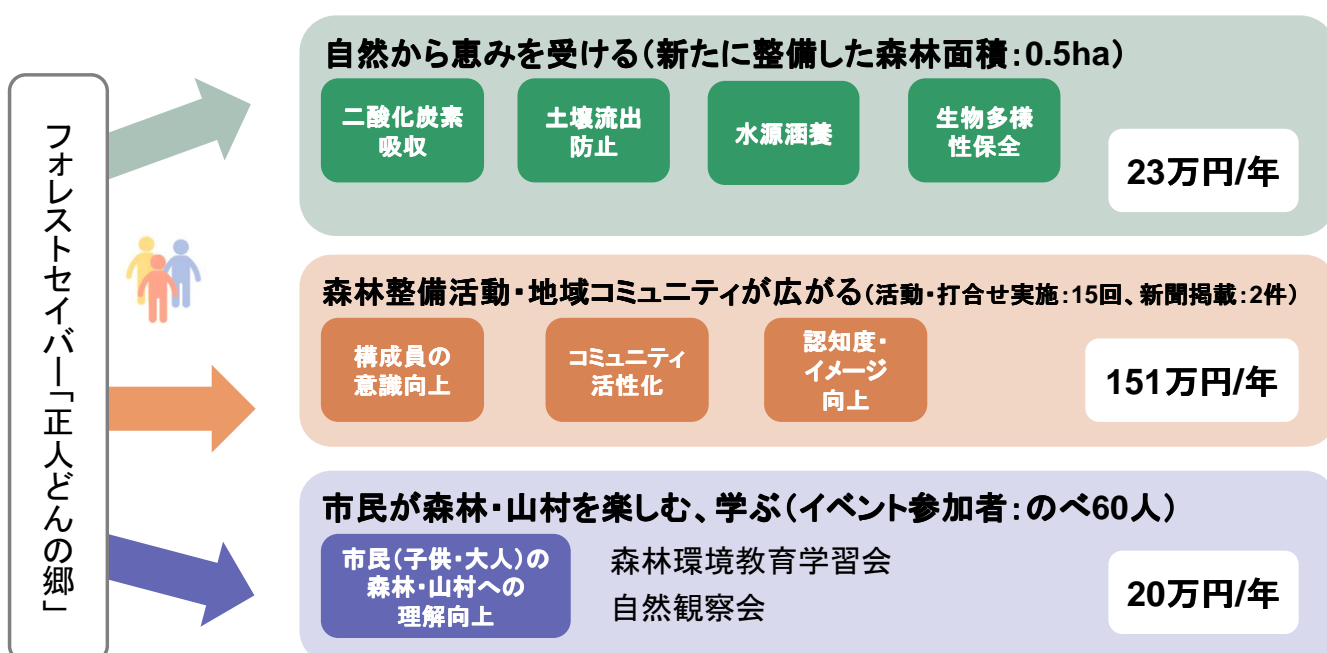 フォレストセイバー「正人どんの郷」
自然から恵みを受ける(新たに整備した森林面積:0.5ha)
二酸化炭素
吸収
土壌流出
防止
水源涵養
生物多様
性保全
23万円/年
森林整備活動・地域コミュニティが広がる(活動・打合せ実施:15回、新聞掲載:2件)
構成員の
意識向上
コミュニティ
活性化
認知度・
イメージ
向上
151万円/年
市民が森林・山村を楽しむ、学ぶ(イベント参加者:のべ60人)
市民(子供・大人)の
森林・山村への
理解向上
森林環境教育学習会
自然観察会
20万円/年